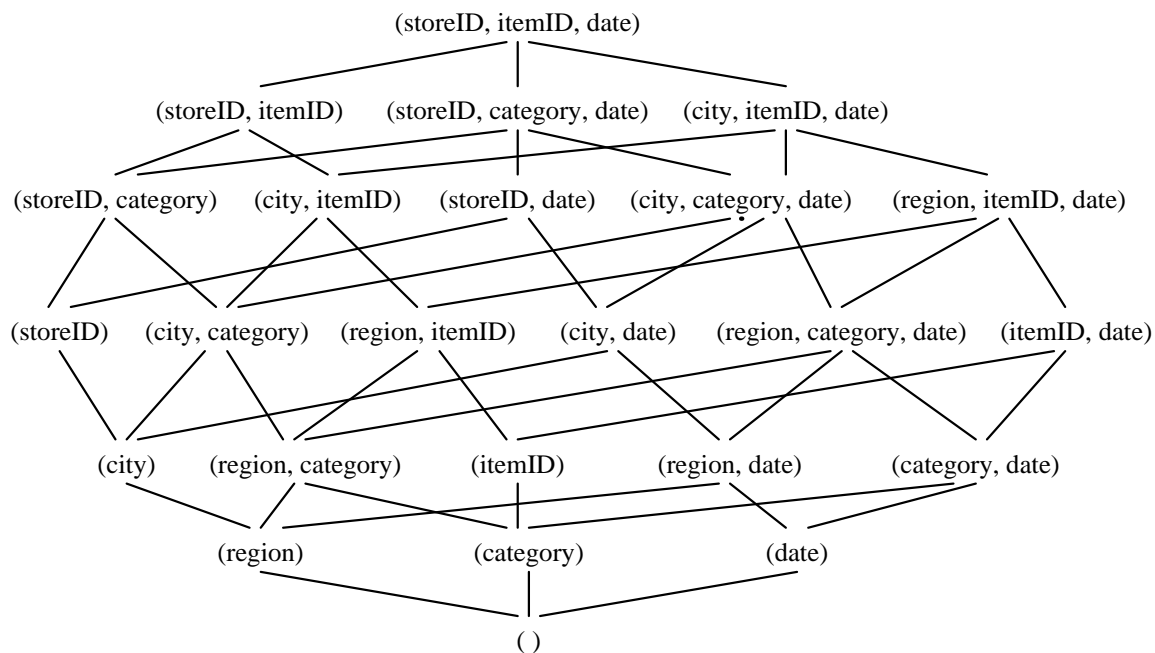 (storeID, itemID, date)
(storeID, itemID) (storeID, category, date) (city, itemID, date)
(storeID, category) (city, itemID) (storeID, date) (city, category, date) (region, itemID, date)
(storeID) (city, category) (region, itemID) (city, date) (region, category, date) (itemID, date)
(city) (region, category) (itemID) (region, date) (category, date)
(region) (category) (date)
( )